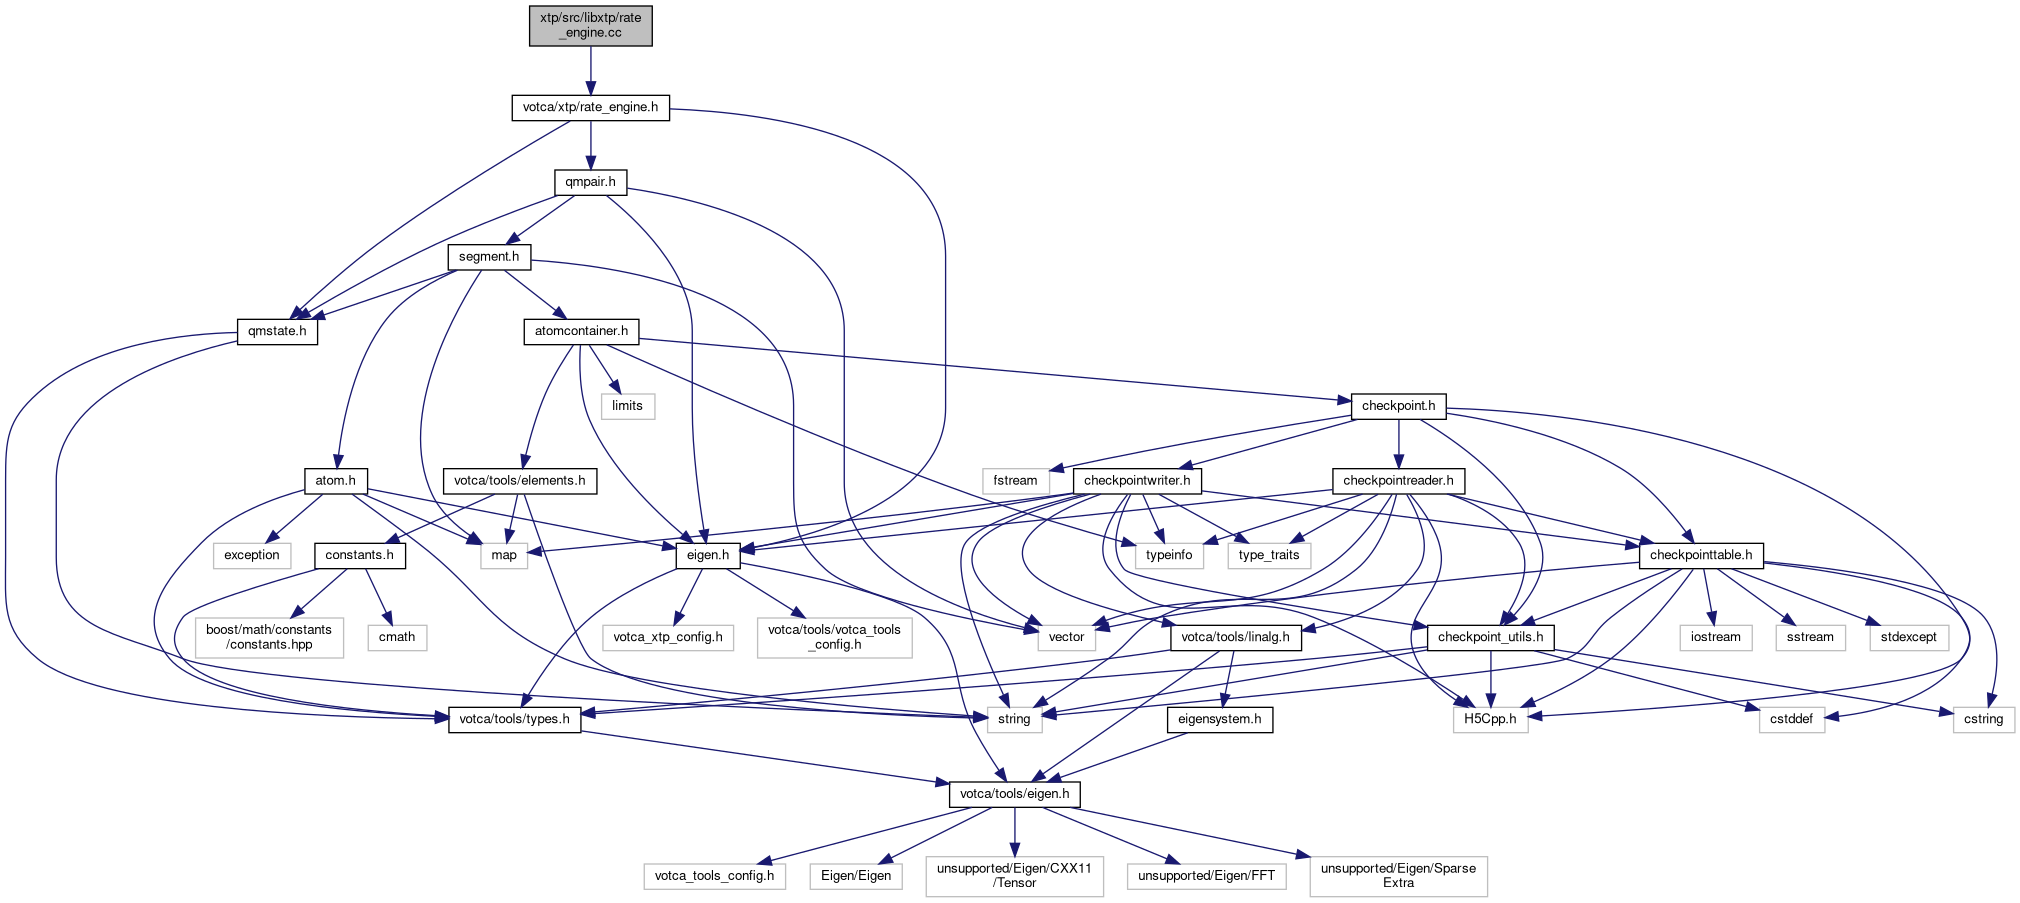 xtp/src/libxtp/rate
_engine.cc
votca/xtp/rate_engine.h
qmpair.h
segment.h
qmstate.h
atomcontainer.h
limits
checkpoint.h
atom.h
votca/tools/elements.h
fstream
checkpointwriter.h
checkpointreader.h
exception
constants.h
map
eigen.h
typeinfo
type_traits
checkpointtable.h
boost/math/constants
/constants.hpp
cmath
votca_xtp_config.h
votca/tools/votca_tools
_config.h
vector
votca/tools/linalg.h
checkpoint_utils.h
iostream
sstream
stdexcept
votca/tools/types.h
string
eigensystem.h
H5Cpp.h
cstddef
cstring
votca/tools/eigen.h
votca_tools_config.h
Eigen/Eigen
unsupported/Eigen/CXX11
/Tensor
unsupported/Eigen/FFT
unsupported/Eigen/Sparse
Extra